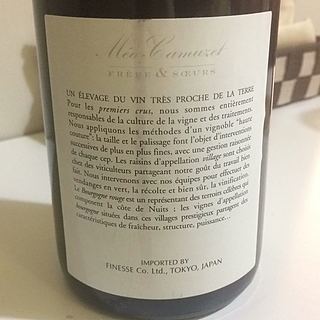 Méo-Camuzet
FRÈRE & SŒURS
UN ÉLEVAGE DU VIN TRÈS PROCHE DE LA TERRE
Pour les premiers crus, nous sommes entièrement
responsables de la culture de la vigne et des traitements.
Nous appliquons les méthodes d'un vignoble "haute
couture": la taille et le palissage font l'objet d'interventions
successives de plus en plus fines, avec une gestion raisonnée
de chaque cep. Les raisins d'appellation village sont choisis
chez des viticulteurs partageant notre goût du travail bien
fait. Nous intervenons avec nos équipes pour effectuer des
vendanges en vert, la récolte et bien sûr, la vinification.
Le Bourgogne rouge est un représentant des terroirs célèbres qui
composent la côte de Nuits : les vignes d'appellation
bourgogne situées dans ces villages prestigieux partagent des
caractères de fraîcheur, structure, puissance...
IMPORTED BY
FINESSE Co. Ltd., TOKYO, JAPAN